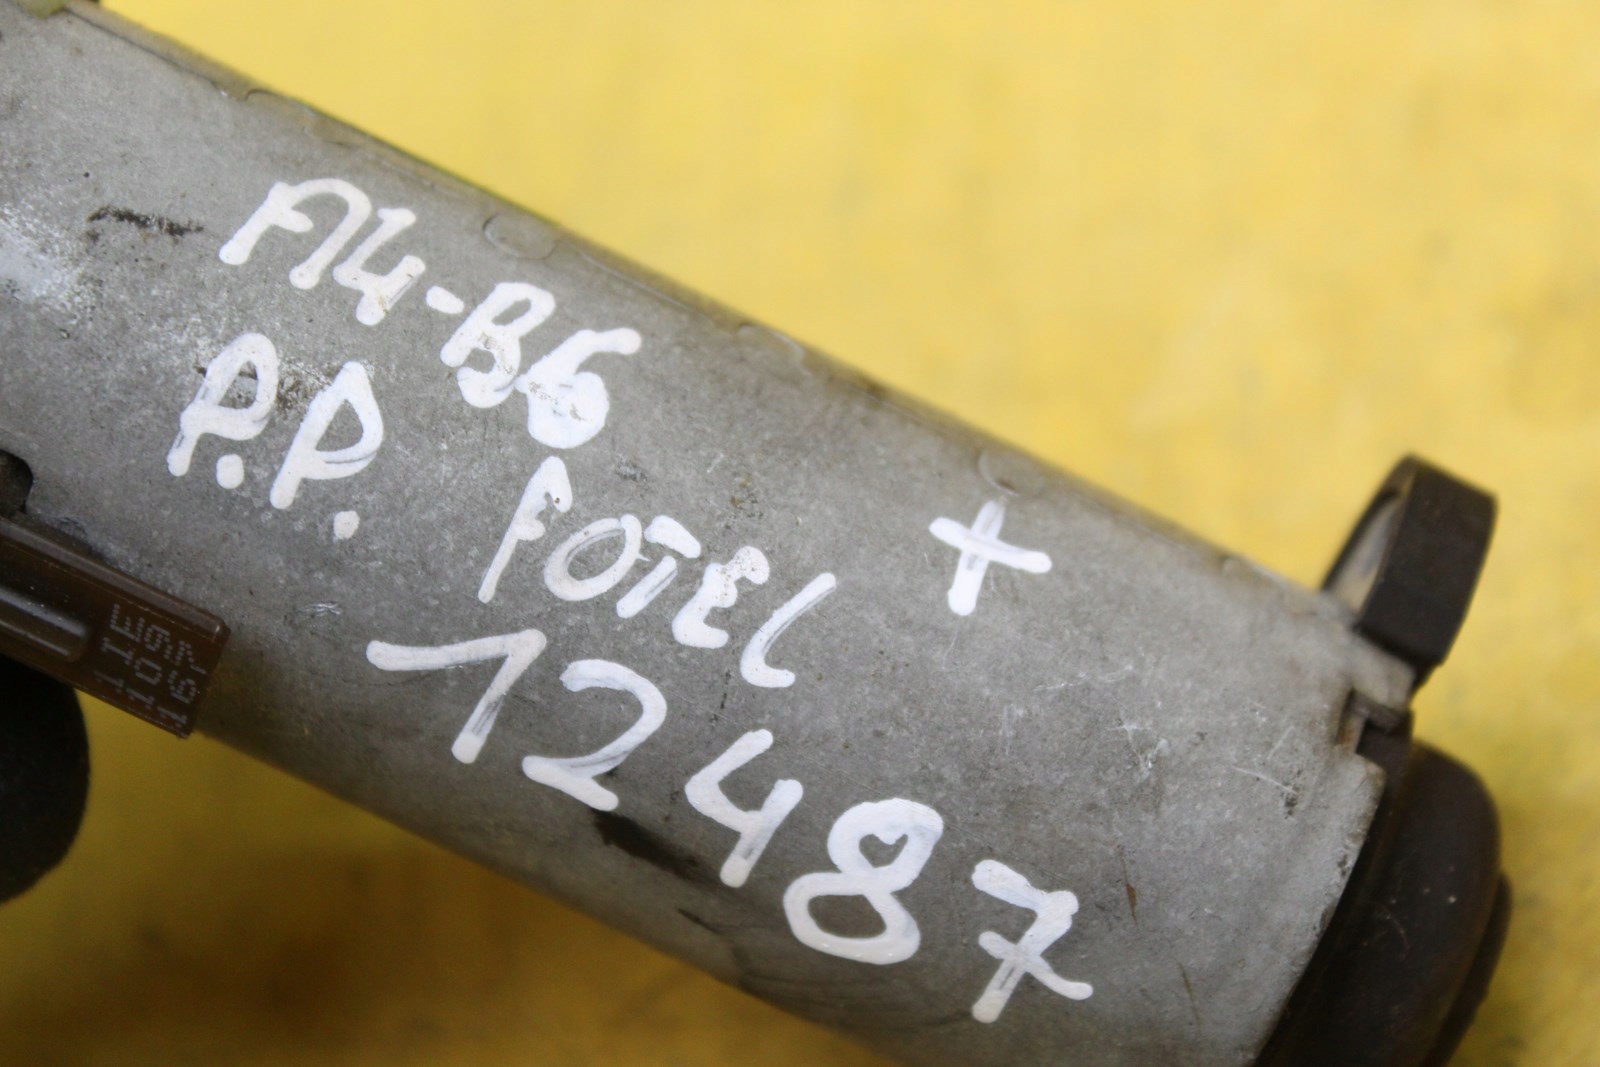 A4-B6
P.P. FOTEL +
12487